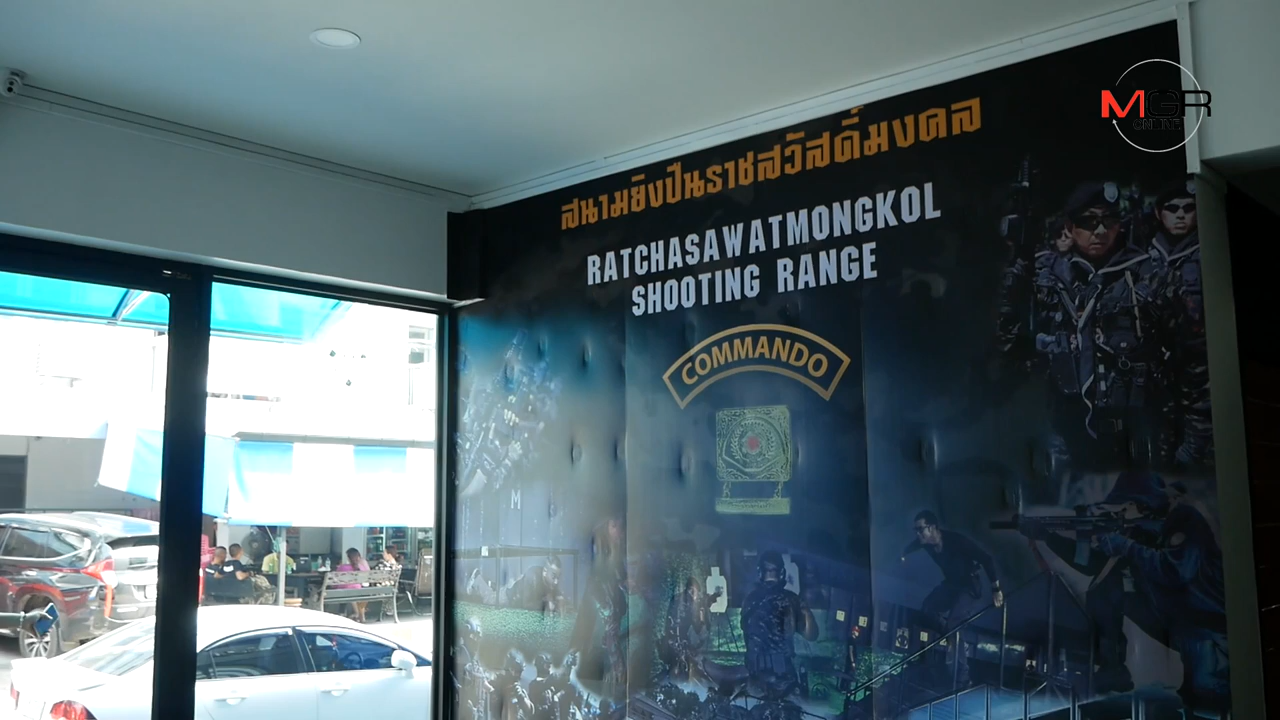 MGR
ONLINE
สนามยิงปืนราชสวัสดิ์มงคล
RATCHASAWATMONGKOL
SHOOTING RANGE
COMMANDO